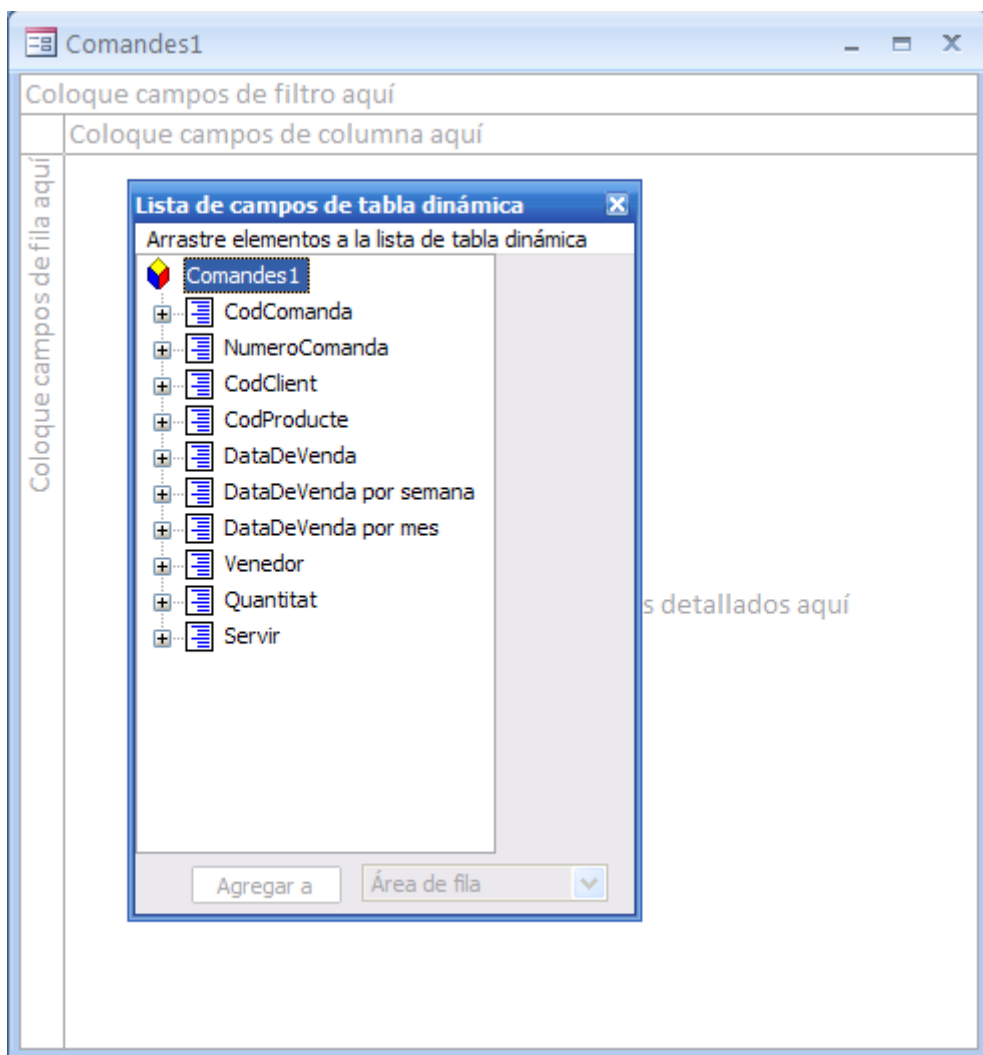 Comandes1
Coloque campos de filtro aquí
Coloque campos de columna aquí
Coloque campos de fila aquí
Lista de campos de tabla dinámica
Arrastre elementos a la lista de tabla dinámica
Comandes1
CodComanda
NumeroComanda
CodClient
CodProducte
DataDeVenda
DataDeVenda por semana
DataDeVenda por mes
Venedor
Quantitat
s detallados aquí
Servir
Agregar a
Área de fila